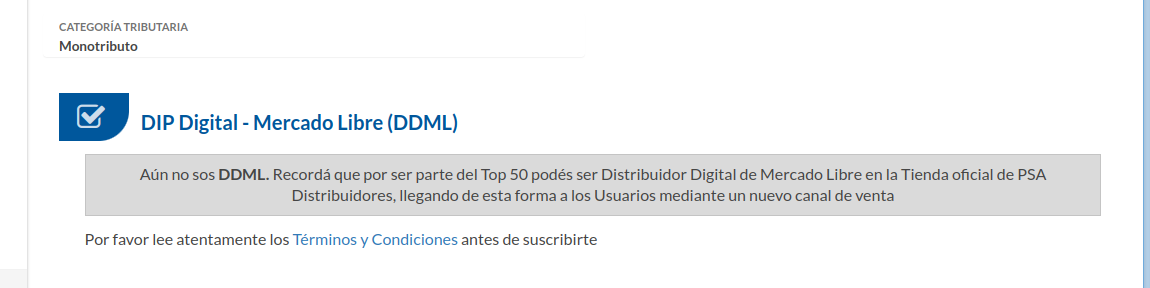 CATEGORÍA TRIBUTARIA
Monotributo
DIP Digital - Mercado Libre (DDML)
Aún no sos DDML. Recordá que por ser parte del Top 50 podés ser Distribuidor Digital de Mercado Libre en la Tienda oficial de PSA
Distribuidores, llegando de esta forma a los Usuarios mediante un nuevo canal de venta
Por favor lee atentamente los Términos y Condiciones antes de suscribirte